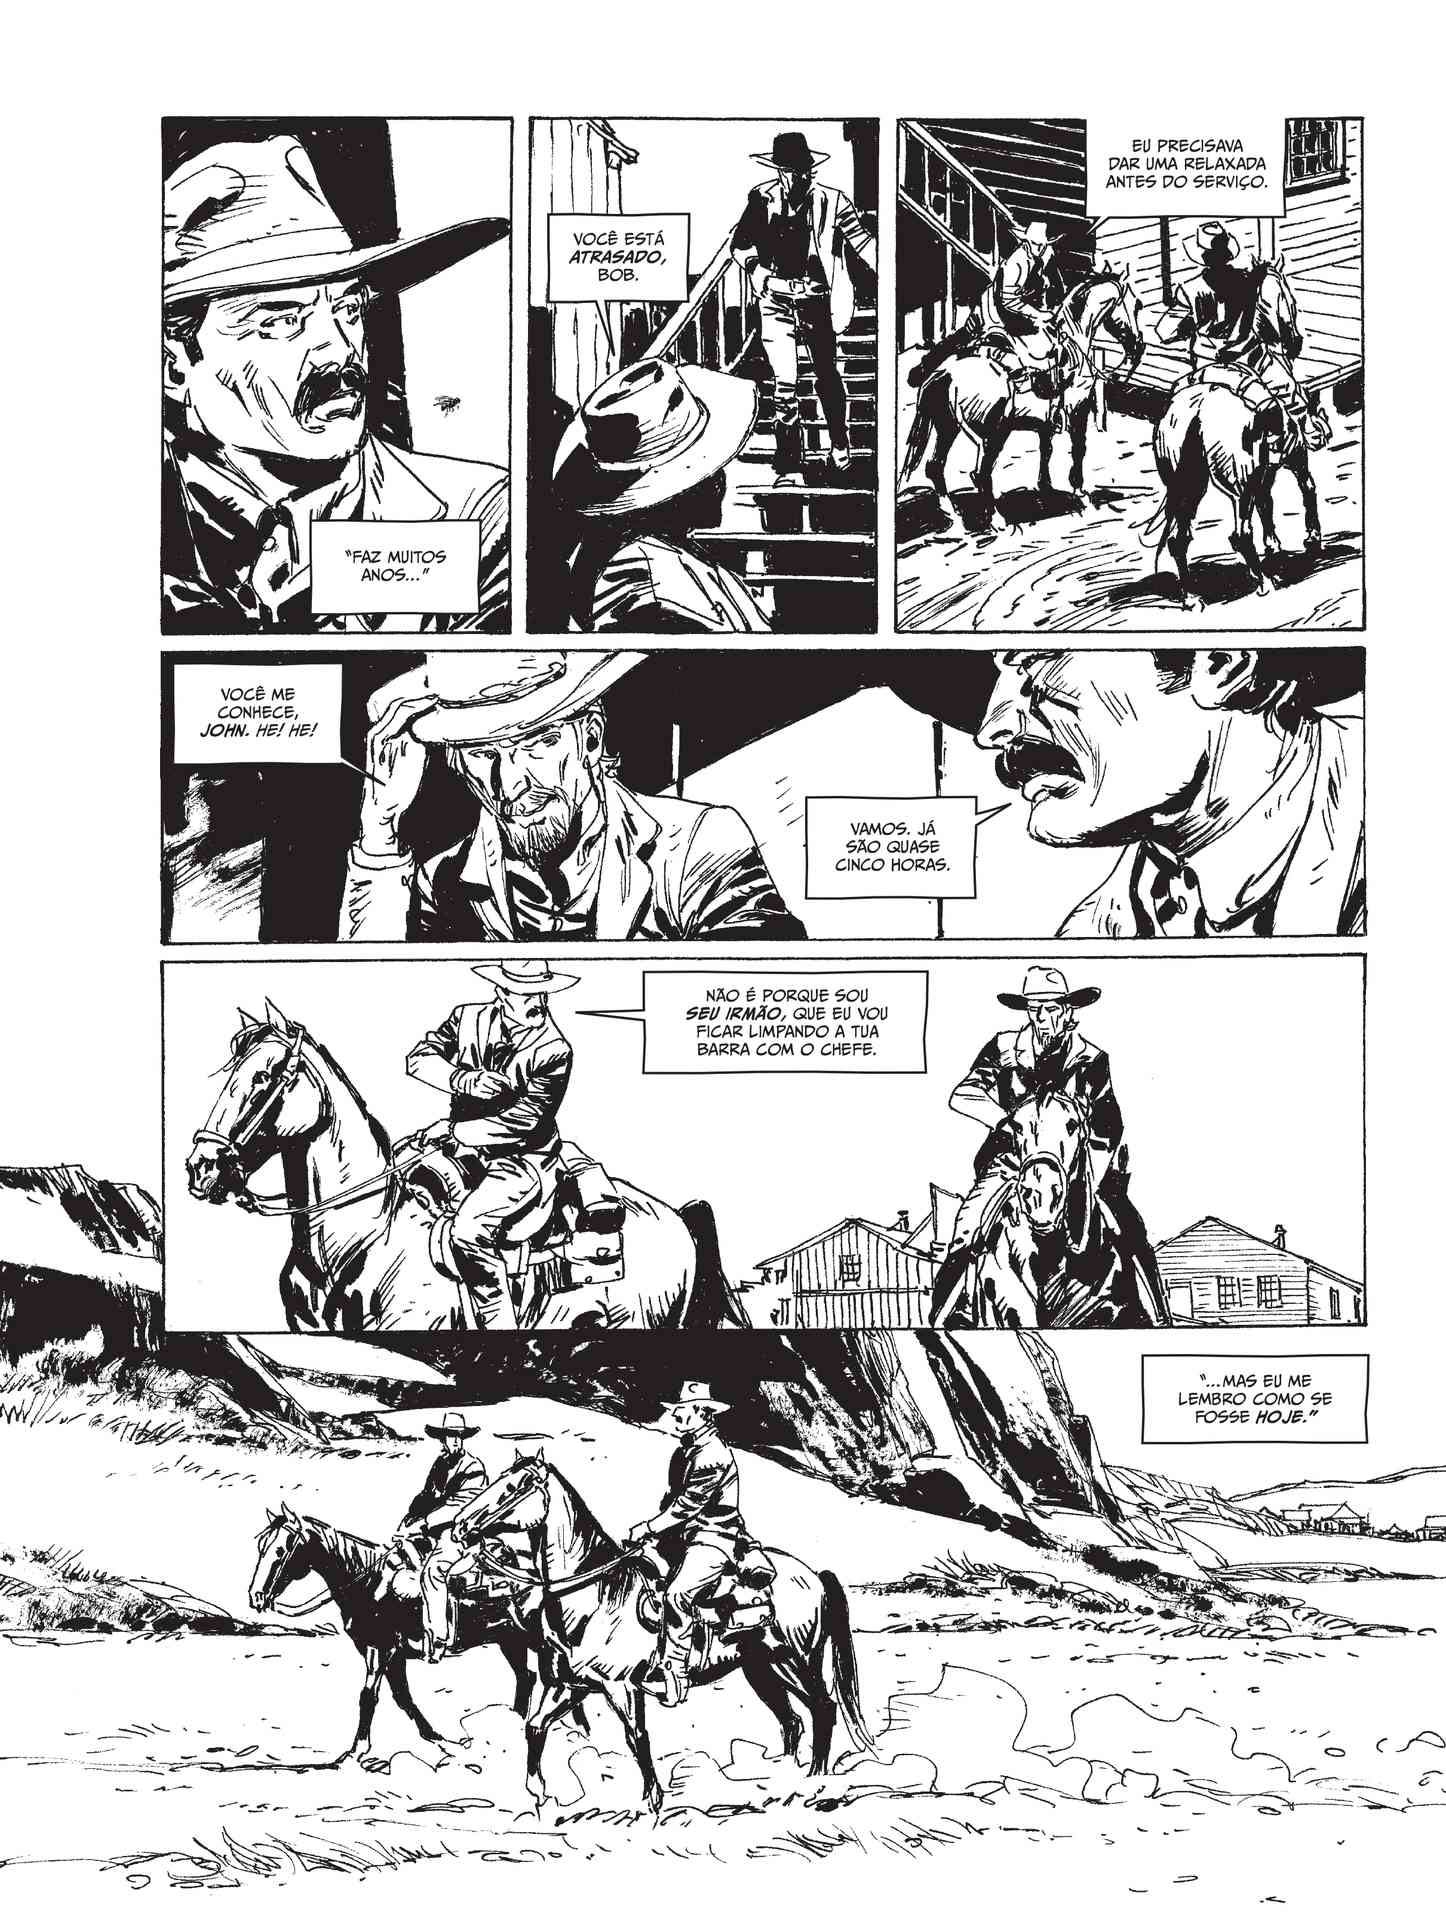 "FAZ MUITOS
ANOS..."
VOCÊ ESTÁ
ATRASADO,
BOB.
EU PRECISAVA
DAR UMA RELAXADA
ANTES DO SERVIÇO.
VOCÊ ME
CONHECE,
JOHN. HE! HE!
VAMOS. JÁ
SÃO QUASE
CINCO HORAS.
NÃO É PORQUE SOU
SEU IRMÃO, QUE EU VOU
FICAR LIMPANDO A TUA
BARRA COM O CHEFE.
"...MAS EU ME
LEMBRO COMO SE
FOSSE HOJE."